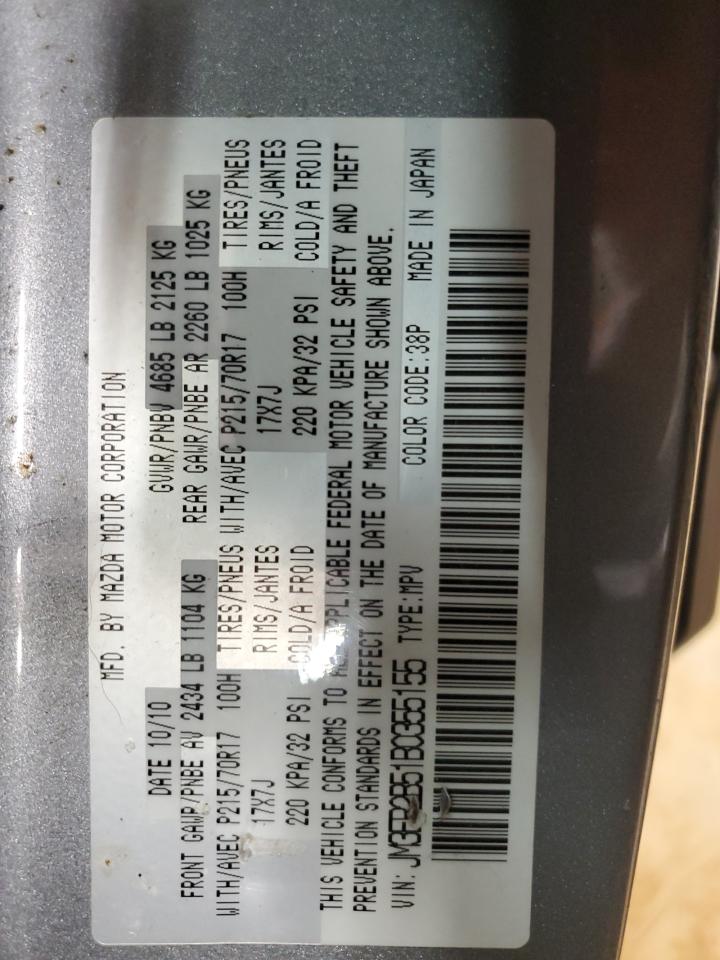 MFD. BY MAZDA MOTOR CORPORATION
DATE 10/10 GVWR/PNBV 4685 LB 2125 KG
FRONT GAWR/PNBE AV 2434 LB 1104 KG REAR GAWR/PNBE AR 2260 LB 1025 KG
WITH/AVEC P215/70R17 100H TIRES/PNEUS WITH/AVEC P215/70R17 100H TIRES/PNEUS
17X7J RIMS/JANTES 17X7J RIMS/JANTES
220 KPA/32 PSI COLD/A FROID 220 KPA/32 PSI COLD/A FROID
THIS VEHICLE CONFORMS TO ALL APPLICABLE FEDERAL MOTOR VEHICLE SAFETY AND THEFT
PREVENTION STANDARDS IN EFFECT ON THE DATE OF MANUFACTURE SHOWN ABOVE.
VIN: JM3ER2B51B0355155 TYPE:MPV COLOR CODE:38P MADE IN JAPAN